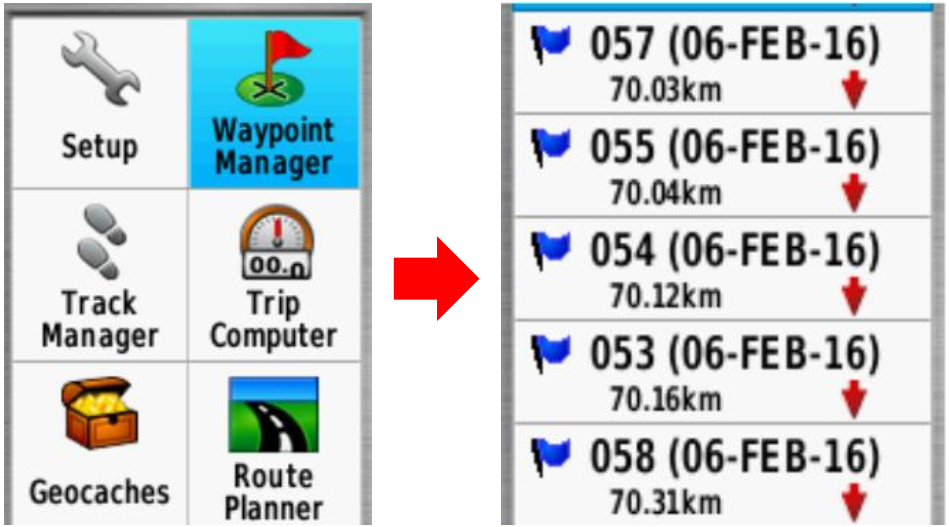 Setup
Waypoint
Manager
Track
Manager
00.0
Trip
Computer
Geocaches
Route
Planner
057 (06-FEB-16)
70.03km
055 (06-FEB-16)
70.04km
054 (06-FEB-16)
70.12km
053 (06-FEB-16)
70.16km
058 (06-FEB-16)
70.31km